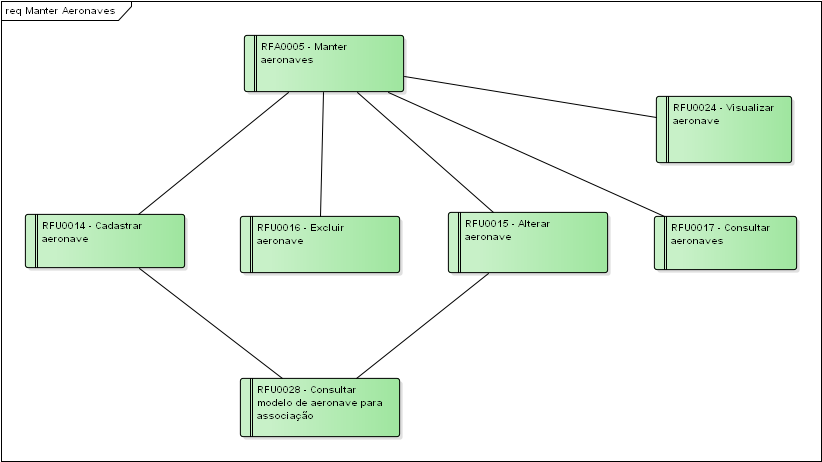 req Manter Aeronaves
RFA0005 - Manter
aeronaves
RFU0024 - Visualizar
aeronave
RFU0014 - Cadastrar
aeronave
RFU0016 - Excluir
aeronave
RFU0015 - Alterar
aeronave
RFU0017 - Consultar
aeronaves
RFU0028 - Consultar
modelo de aeronave para
associação